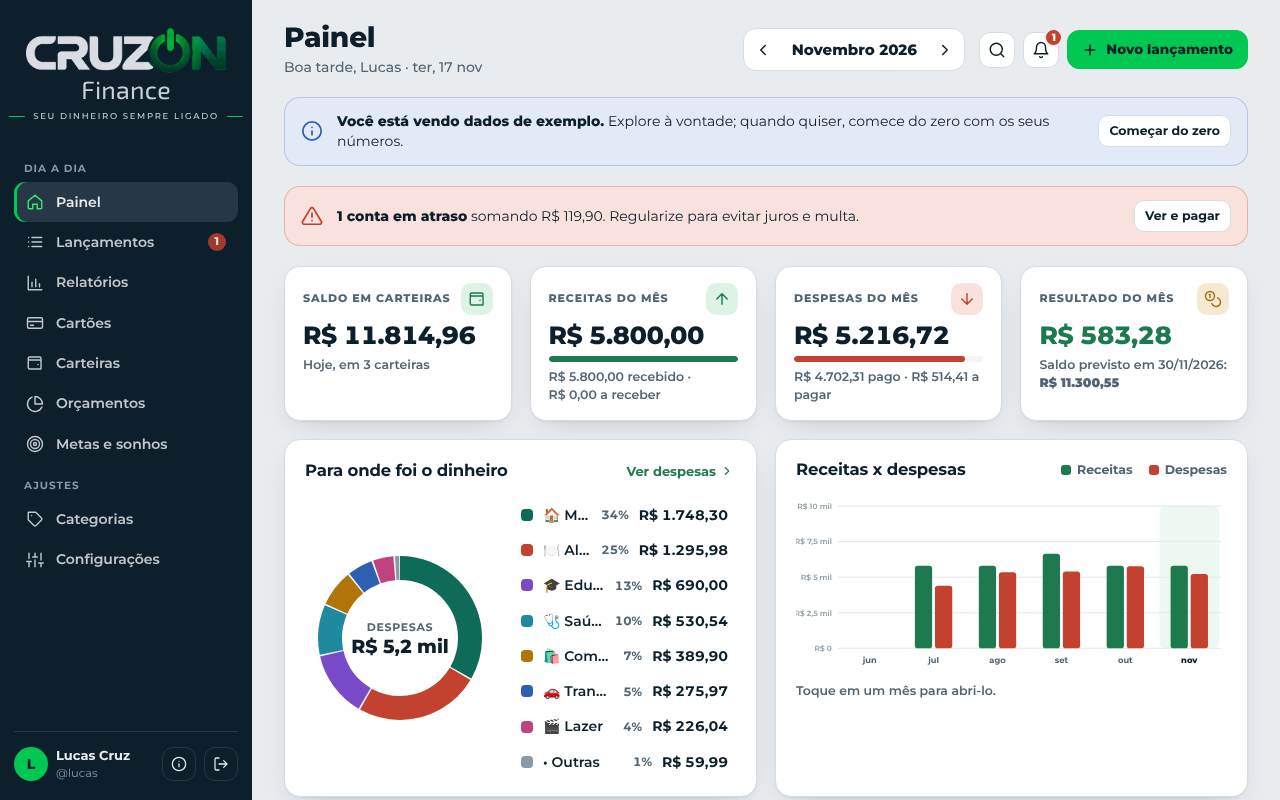 CRUZON
Finance
SEU DINHEIRO SEMPRE LIGADO
DIA A DIA
Painel
Lançamentos 1
Relatórios
Cartões
Carteiras
Orçamentos
Metas e sonhos
AJUSTES
Categorias
Configurações
L
Lucas Cruz
@lucas
Painel
Boa tarde, Lucas · ter, 17 nov
Novembro 2026
1
Novo lançamento
Você está vendo dados de exemplo. Explore à vontade; quando quiser, comece do zero com os seus
números.
Começar do zero
1 conta em atraso somando R$ 119,90. Regularize para evitar juros e multa.
Ver e pagar
SALDO EM CARTEIRAS
R$ 11.814,96
Hoje, em 3 carteiras
RECEITAS DO MÊS
R$ 5.800,00
R$ 5.800,00 recebido ·
R$ 0,00 a receber
DESPESAS DO MÊS
R$ 5.216,72
R$ 4.702,31 pago · R$ 514,41 a
pagar
RESULTADO DO MÊS
R$ 583,28
Saldo previsto em 30/11/2026:
R$ 11.300,55
Para onde foi o dinheiro
Ver despesas
DESPESAS
R$ 5,2 mil
M... 34% R$ 1.748,30
Al... 25% R$ 1.295,98
Edu... 13% R$ 690,00
Saú... 10% R$ 530,54
Com... 7% R$ 389,90
Tran... 5% R$ 275,97
Lazer 4% R$ 226,04
• Outras 1% R$ 59,99
Receitas x despesas
Receitas Despesas
R$ 10 mil
R$ 7,5 mil
R$ 5 mil
R$ 2,5 mil
R$ 0
jun jul ago set out nov
Toque em um mês para abri-lo.